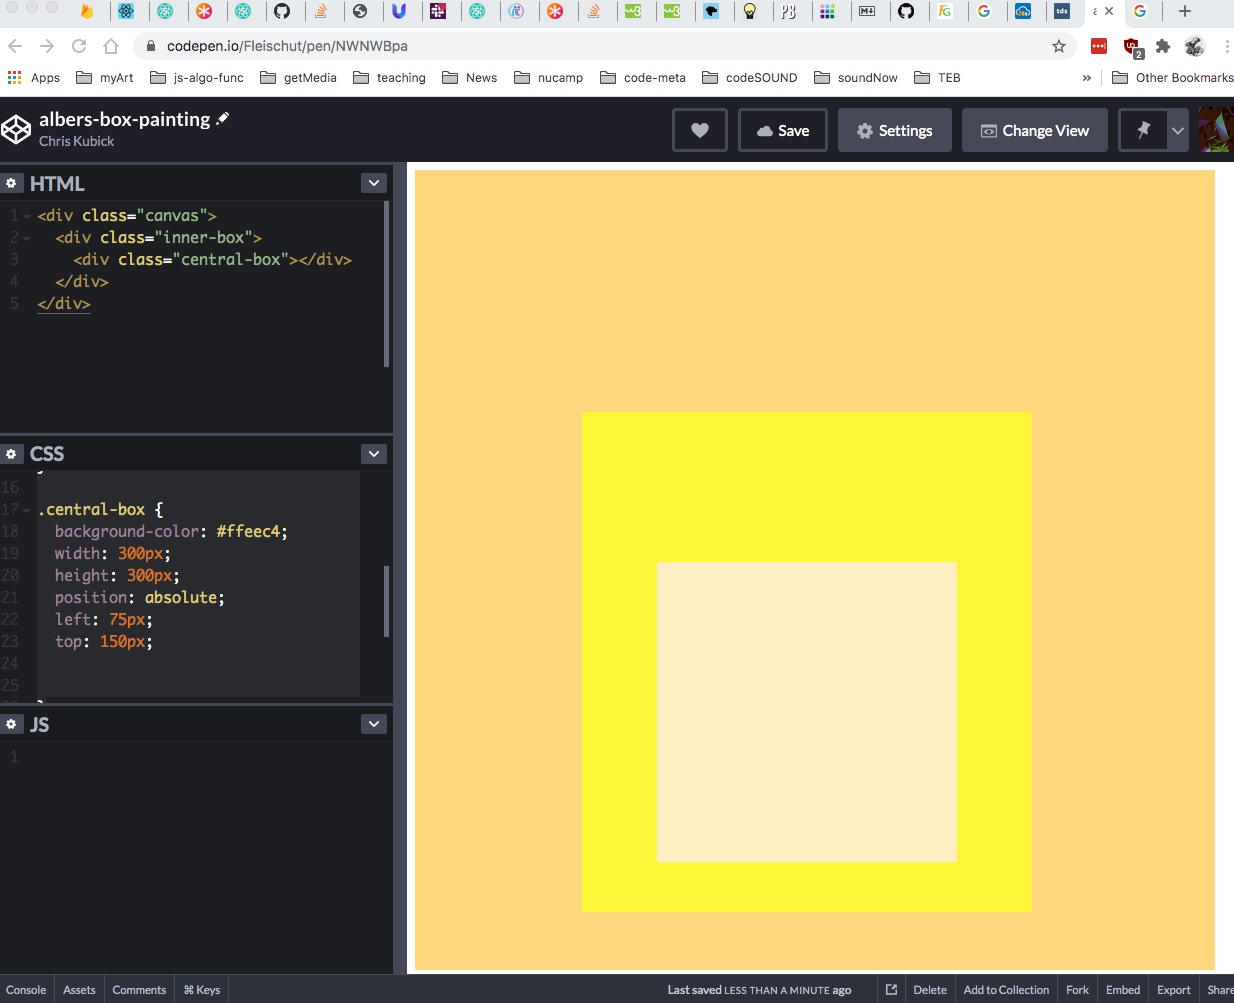 PB
M
tds
G
codepen.io/Fleischut/pen/NWNWBpa
2
Apps
myArt
js-algo-func
getMedia
teaching
News
nucamp
code-meta
codeSOUND
soundNow
TEB
»
Other Bookmarks
albers-box-painting
Chris Kubick
Save
Settings
Change View
HTML
1 <div class="canvas">
2 <div class="inner-box">
3 <div class="central-box"></div>
4 </div>
5 </div>
CSS
16
17 .central-box {
18 background-color: #ffeec4;
19 width: 300px;
20 height: 300px;
21 position: absolute;
22 left: 75px;
23 top: 150px;
24
25
JS
1
Console
Assets
Comments
⌘ Keys
Last saved LESS THAN A MINUTE ago
Delete
Add to Collection
Fork
Embed
Export
Share